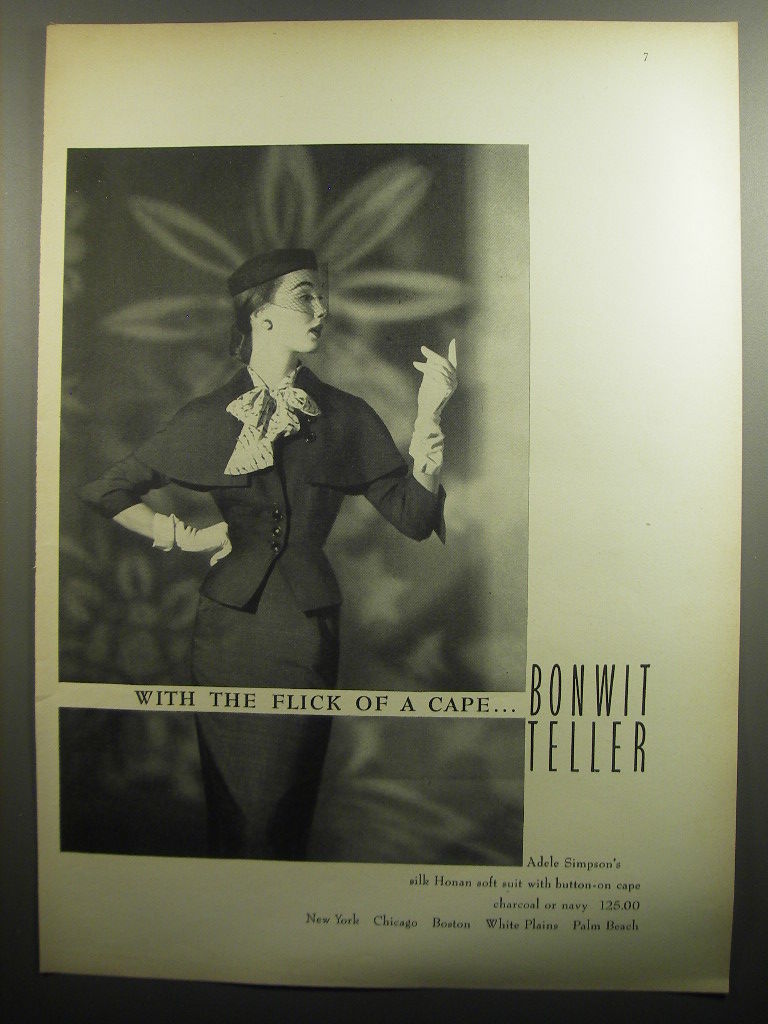 7
WITH THE FLICK OF A CAPE...
BONWIT
TELLER
Adele Simpson's
silk Honan soft suit with button-on cape
charcoal or navy 125.00
New York Chicago Boston White Plains Palm Beach